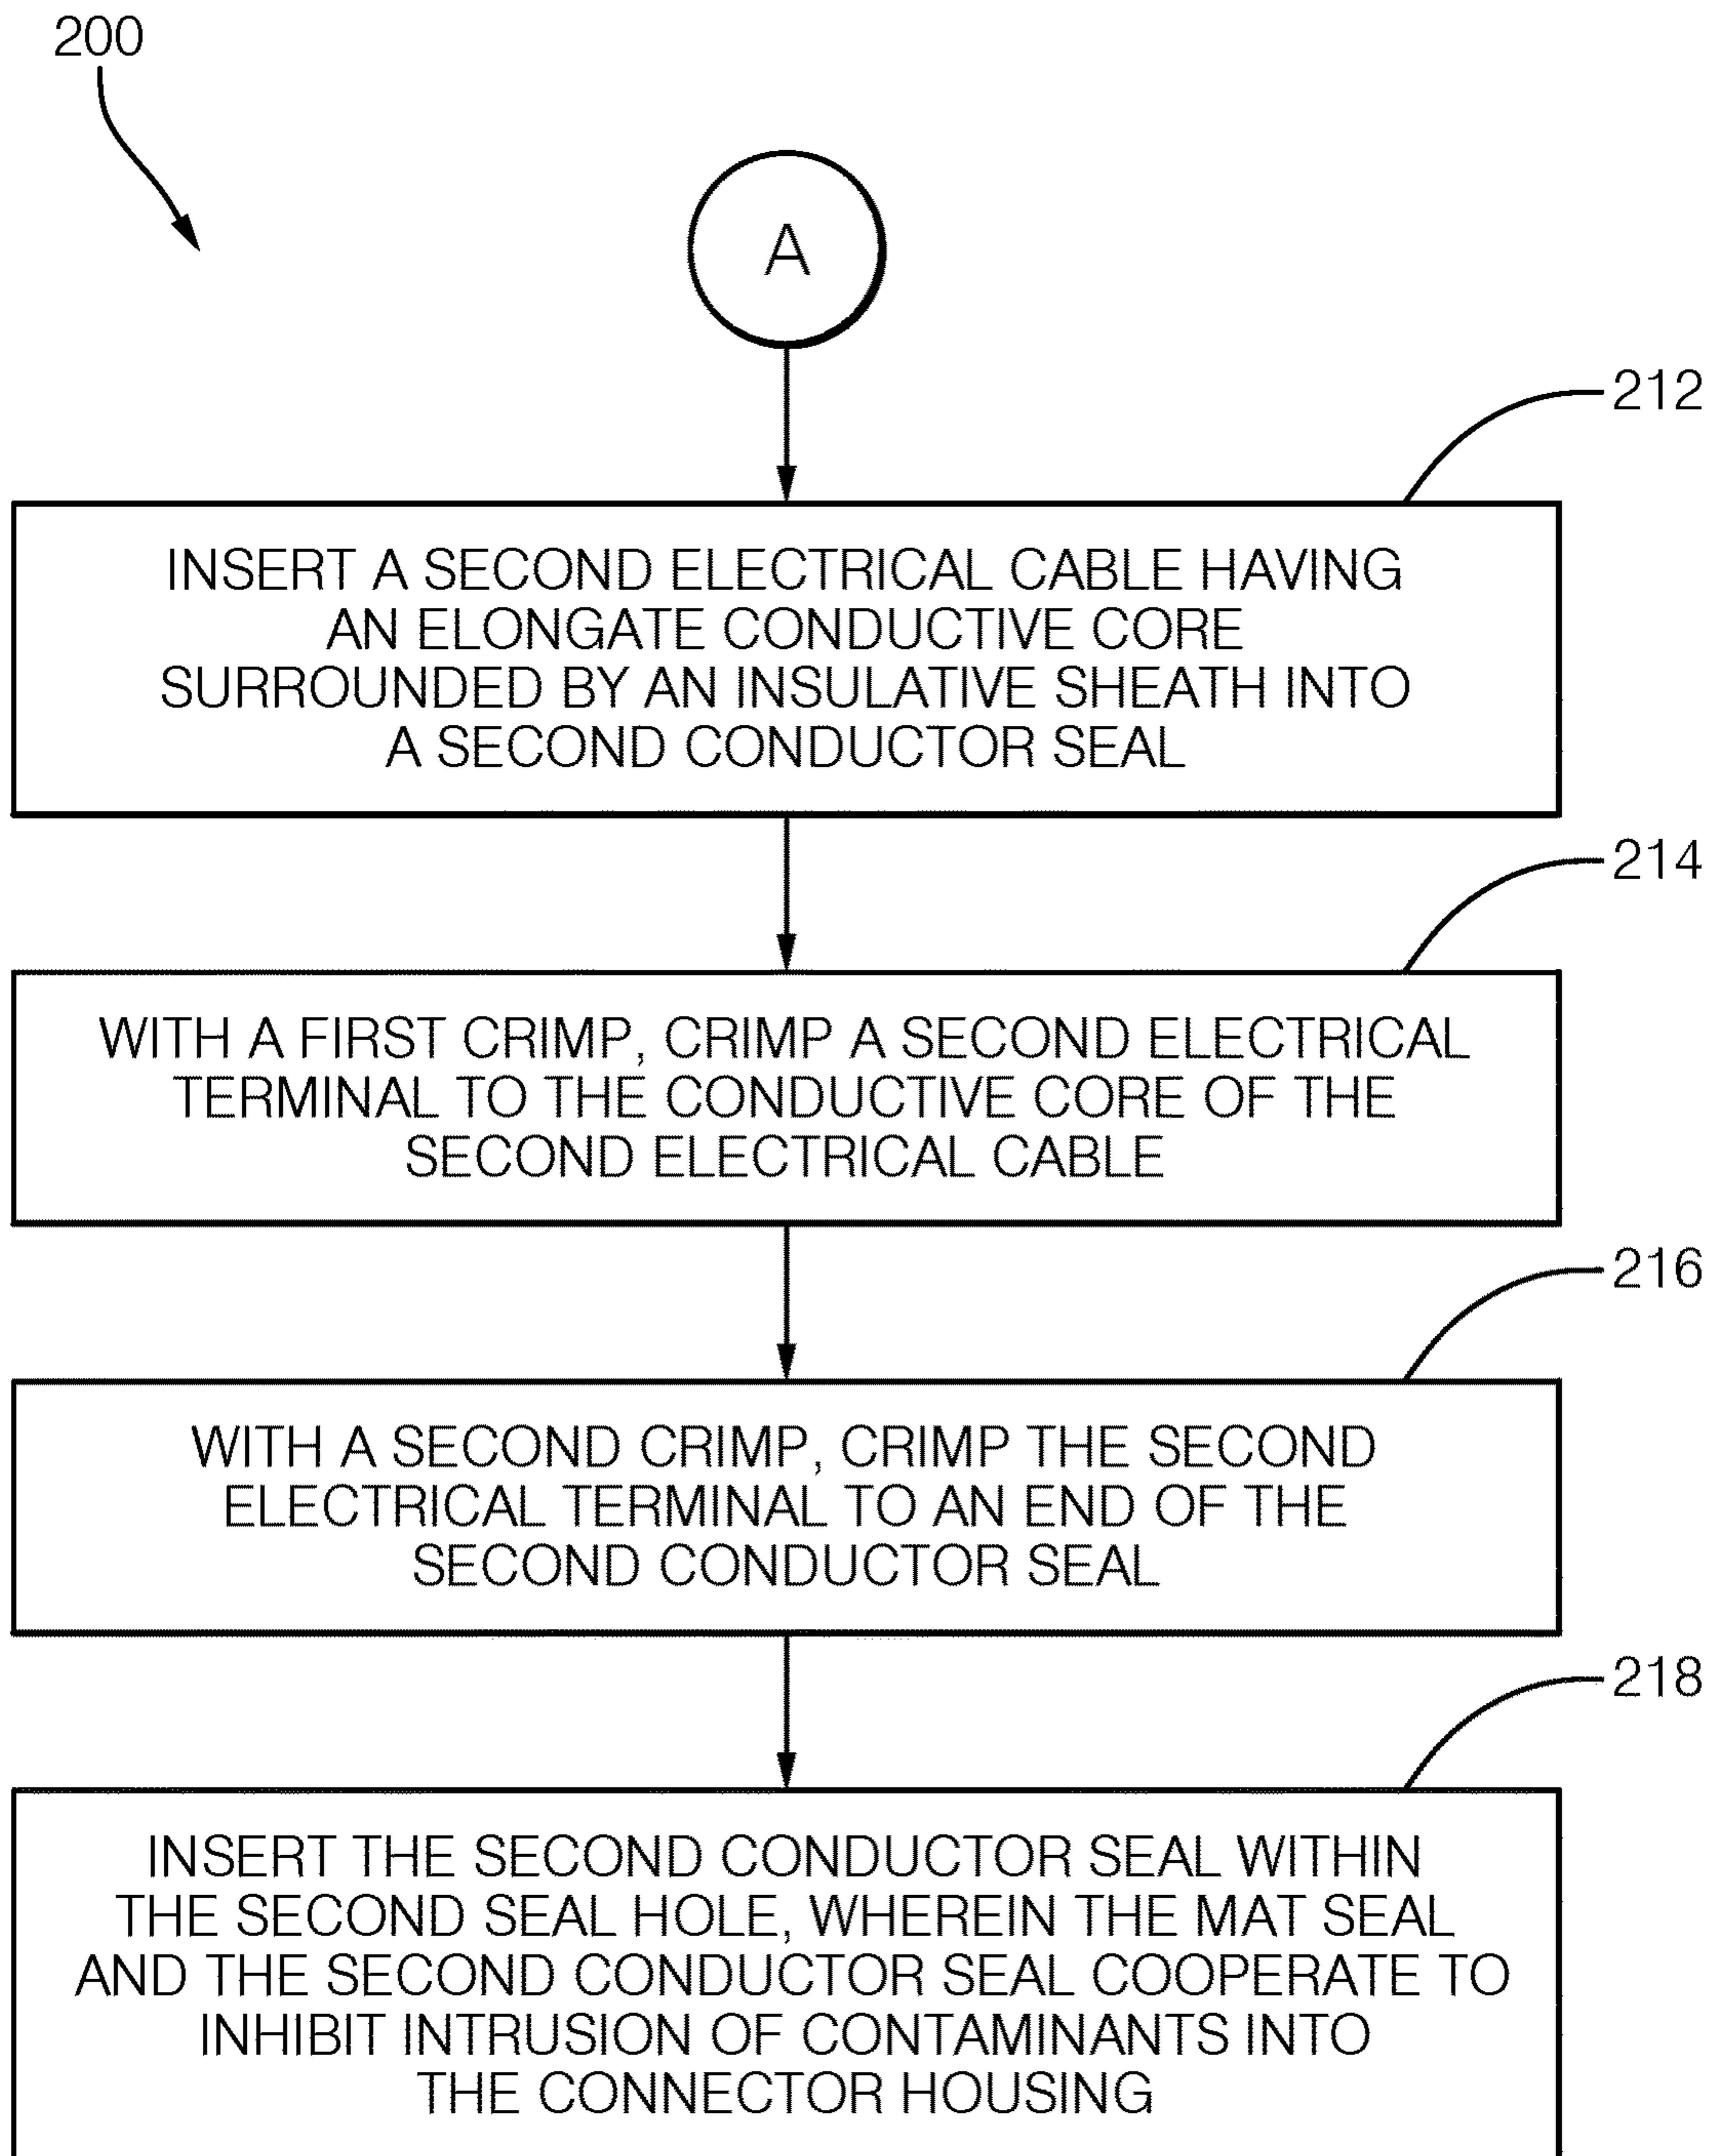 200
A
212
INSERT A SECOND ELECTRICAL CABLE HAVING
AN ELONGATE CONDUCTIVE CORE
SURROUNDED BY AN INSULATIVE SHEATH INTO
A SECOND CONDUCTOR SEAL
214
WITH A FIRST CRIMP, CRIMP A SECOND ELECTRICAL
TERMINAL TO THE CONDUCTIVE CORE OF THE
SECOND ELECTRICAL CABLE
216
WITH A SECOND CRIMP, CRIMP THE SECOND
ELECTRICAL TERMINAL TO AN END OF THE
SECOND CONDUCTOR SEAL
218
INSERT THE SECOND CONDUCTOR SEAL WITHIN
THE SECOND SEAL HOLE, WHEREIN THE MAT SEAL
AND THE SECOND CONDUCTOR SEAL COOPERATE TO
INHIBIT INTRUSION OF CONTAMINANTS INTO
THE CONNECTOR HOUSING